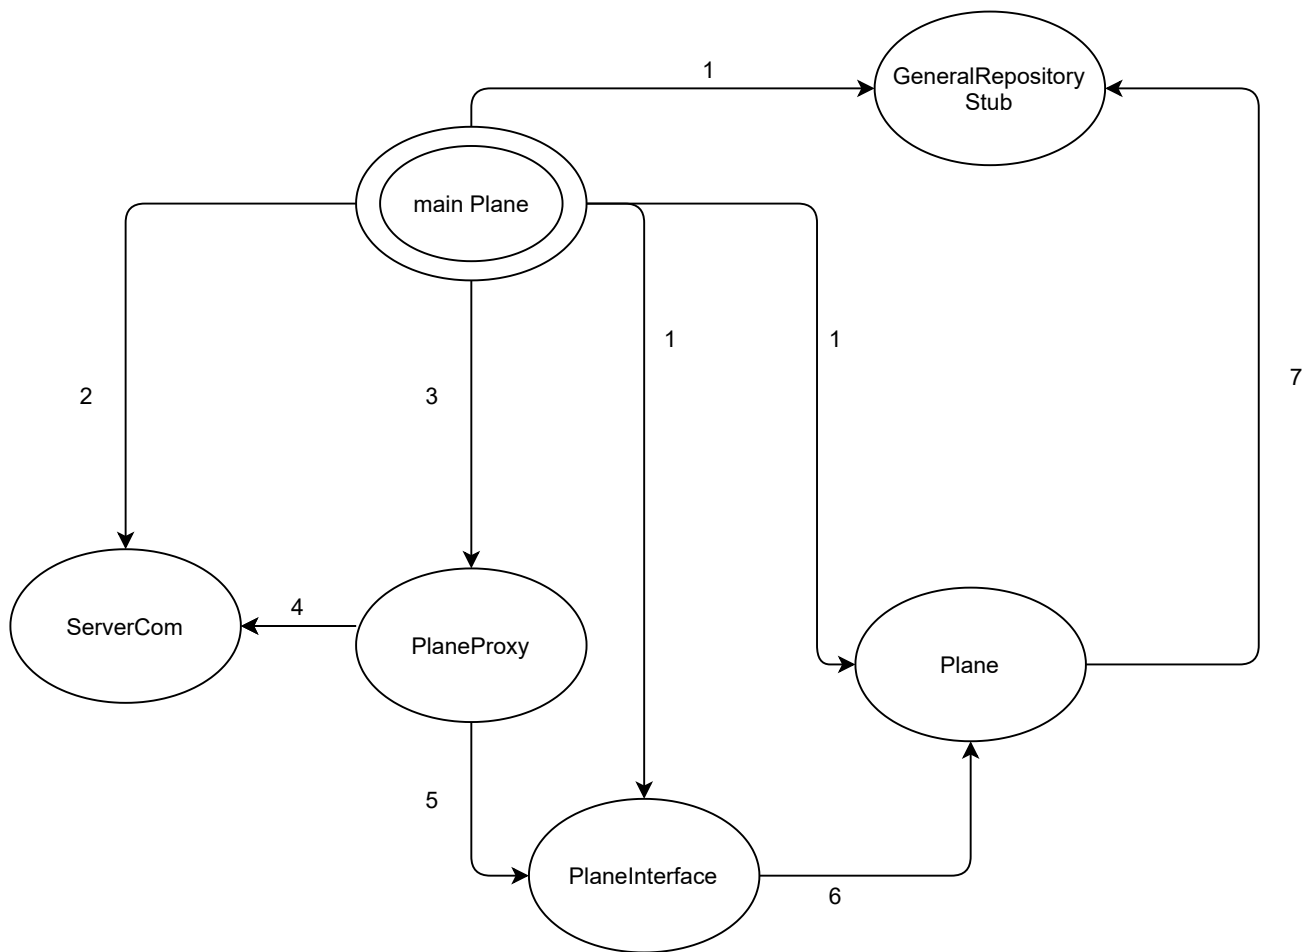 1
GeneralRepository
Stub
main Plane
1
1
7
2
3
4
ServerCom
PlaneProxy
Plane
5
PlaneInterface
6